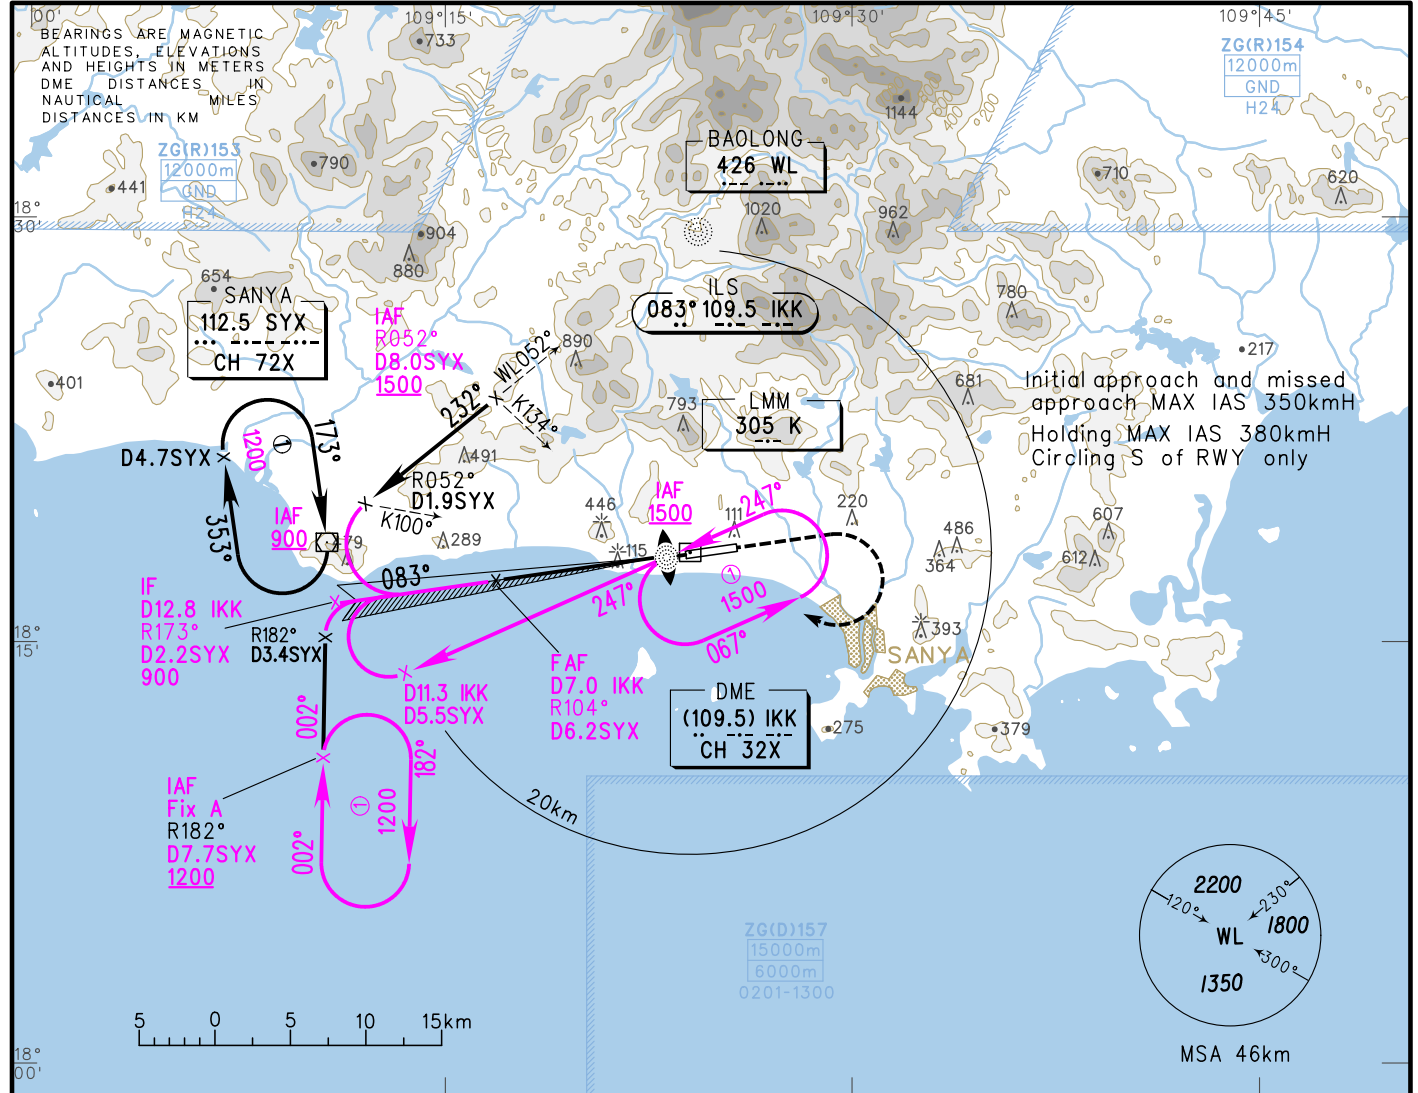 00'
109°15'
109°30'
109°45'
BEARINGS ARE MAGNETIC
ALTITUDES, ELEVATIONS
AND HEIGHTS IN METERS
DME DISTANCES IN
NAUTICAL MILES
DISTANCES IN KM
733
ZG(R)154
12000m
GND
H24
1144
400
200
BAOLONG
426 WL
ZG(R)153
12000m
GND
H24
790
441
710
620
18°
30'
1020
962
904
880
654
SANYA
112.5 SYX
CH 72X
ILS
083° 109.5 IKK
780
IAF
R052°
D8.0SYX
1500
WL052°
890
217
401
232°
K134°
LMM
305 K
793
681
Initial approach and missed
approach MAX IAS 350kmH
Holding MAX IAS 380kmH
Circling S of RWY only
D4.7SYX
1200
1
173°
491
R052°
D1.9SYX
K100°
IAF
1500
247°
446
111
220
607
353°
IAF
900
479
289
115
486
364
612
083°
1
1500
IF
D12.8 IKK
R173°
D2.2SYX
900
247°
067°
R182°
D3.4SYX
393
SANYA
18°
15'
FAF
D7.0 IKK
R104°
D6.2SYX
D11.3 IKK
D5.5SYX
DME
(109.5) IKK
CH 32X
275
379
002°
182°
IAF
Fix A
R182°
D7.7SYX
1200
1
1200
002°
20km
2200
120°
230°
WL
1800
300°
1350
MSA 46km
ZG(D)157
15000m
6000m
0201-1300
5 0 5 10 15km
18°
00'